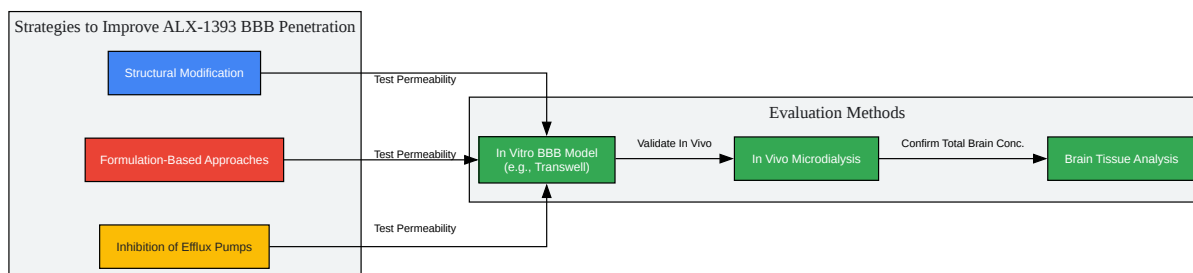 Strategies to Improve ALX-1393 BBB Penetration
Structural Modification
Test Permeability
Evaluation Methods
Formulation-Based Approaches
Test Permeability
In Vitro BBB Model
(e.g., Transwell)
Validate In Vivo
In Vivo Microdialysis
Confirm Total Brain Conc.
Brain Tissue Analysis
Inhibition of Efflux Pumps
Test Permeability